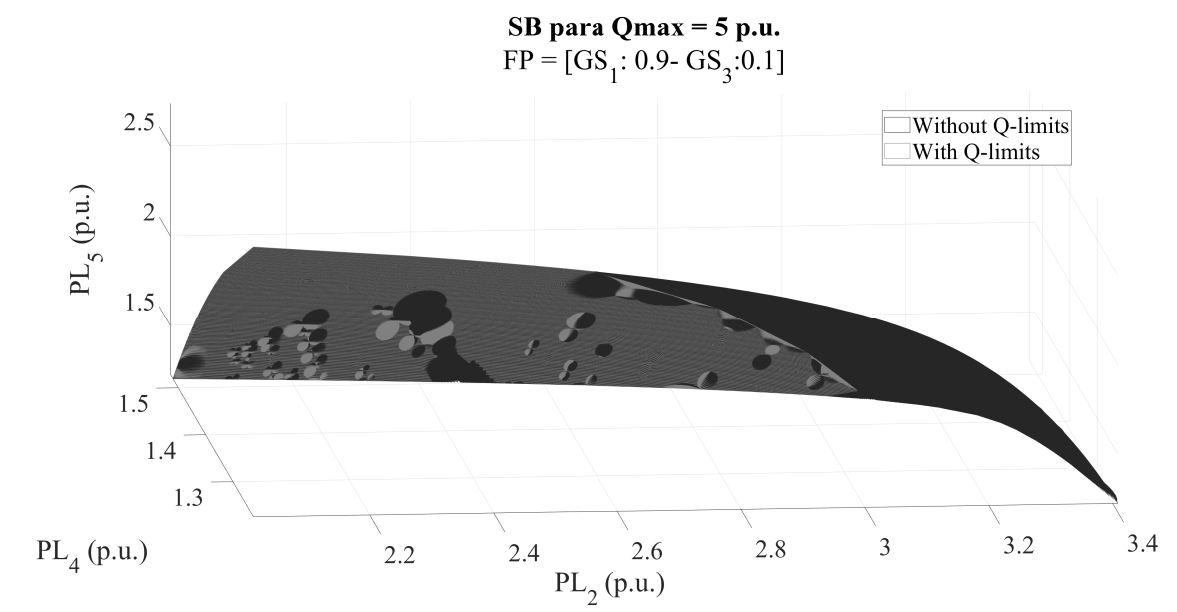 SB para Qmax = 5 p.u.
FP = [GS₁: 0.9- GS₃:0.1]
Without Q-limits
With Q-limits
2.5
2
1.5
PL₅ (p.u.)
1.5
1.4
1.3
PL₄ (p.u.)
2.2
2.4
2.6
2.8
3
3.2
3.4
PL₂ (p.u.)